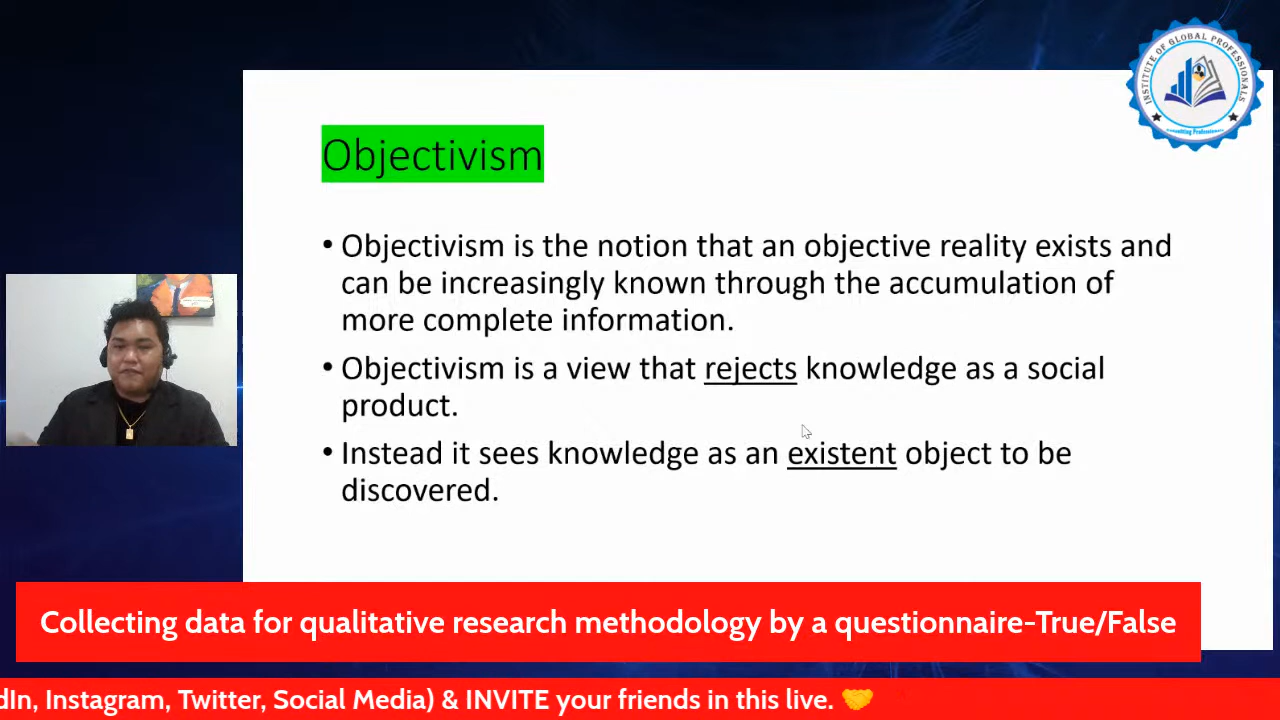 INSTITUTE OF GLOBAL PROFESSIONALS
Consulting Professionals
Objectivism
• Objectivism is the notion that an objective reality exists and
can be increasingly known through the accumulation of
more complete information.
• Objectivism is a view that rejects knowledge as a social
product.
• Instead it sees knowledge as an existent object to be
discovered.
Collecting data for qualitative research methodology by a questionnaire-True/False
dIn, Instagram, Twitter, Social Media) & INVITE your friends in this live. 🤝